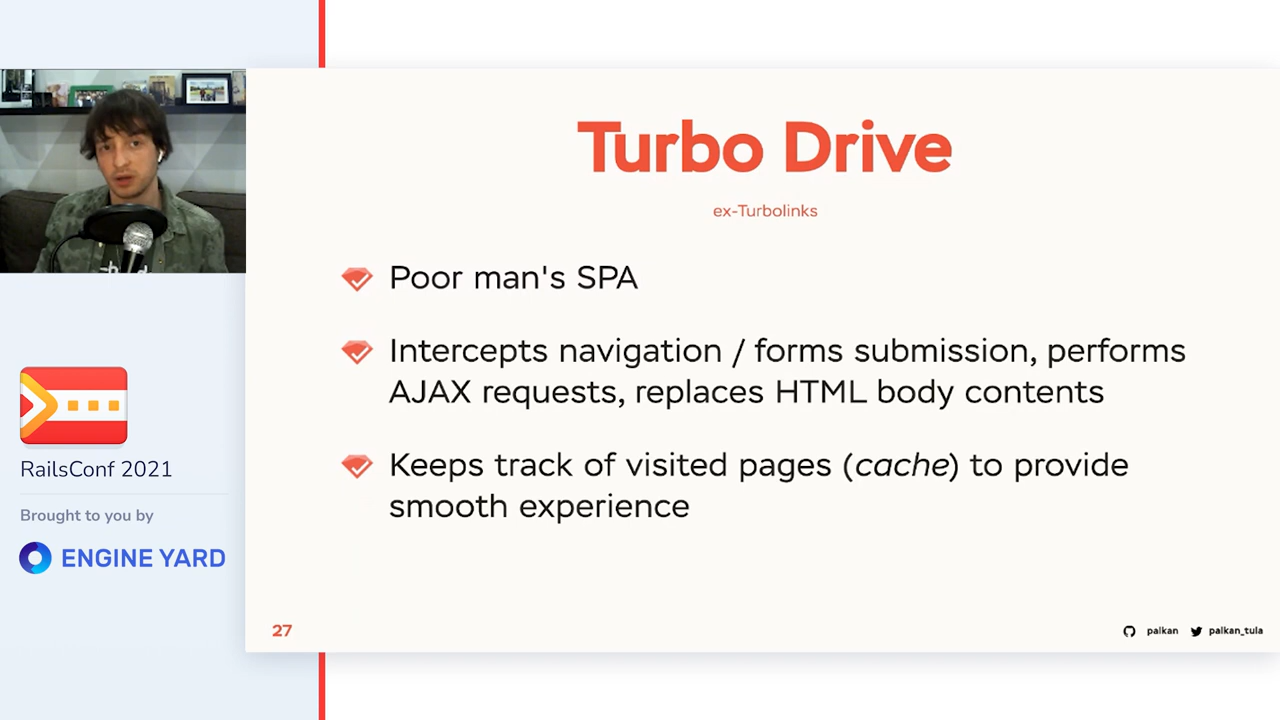 Turbo Drive
ex-Turbolinks
Poor man's SPA
Intercepts navigation / forms submission, performs
AJAX requests, replaces HTML body contents
Keeps track of visited pages (cache) to provide
smooth experience
RailsConf 2021
Brought to you by
ENGINE YARD
27
palkan
palkan_tula